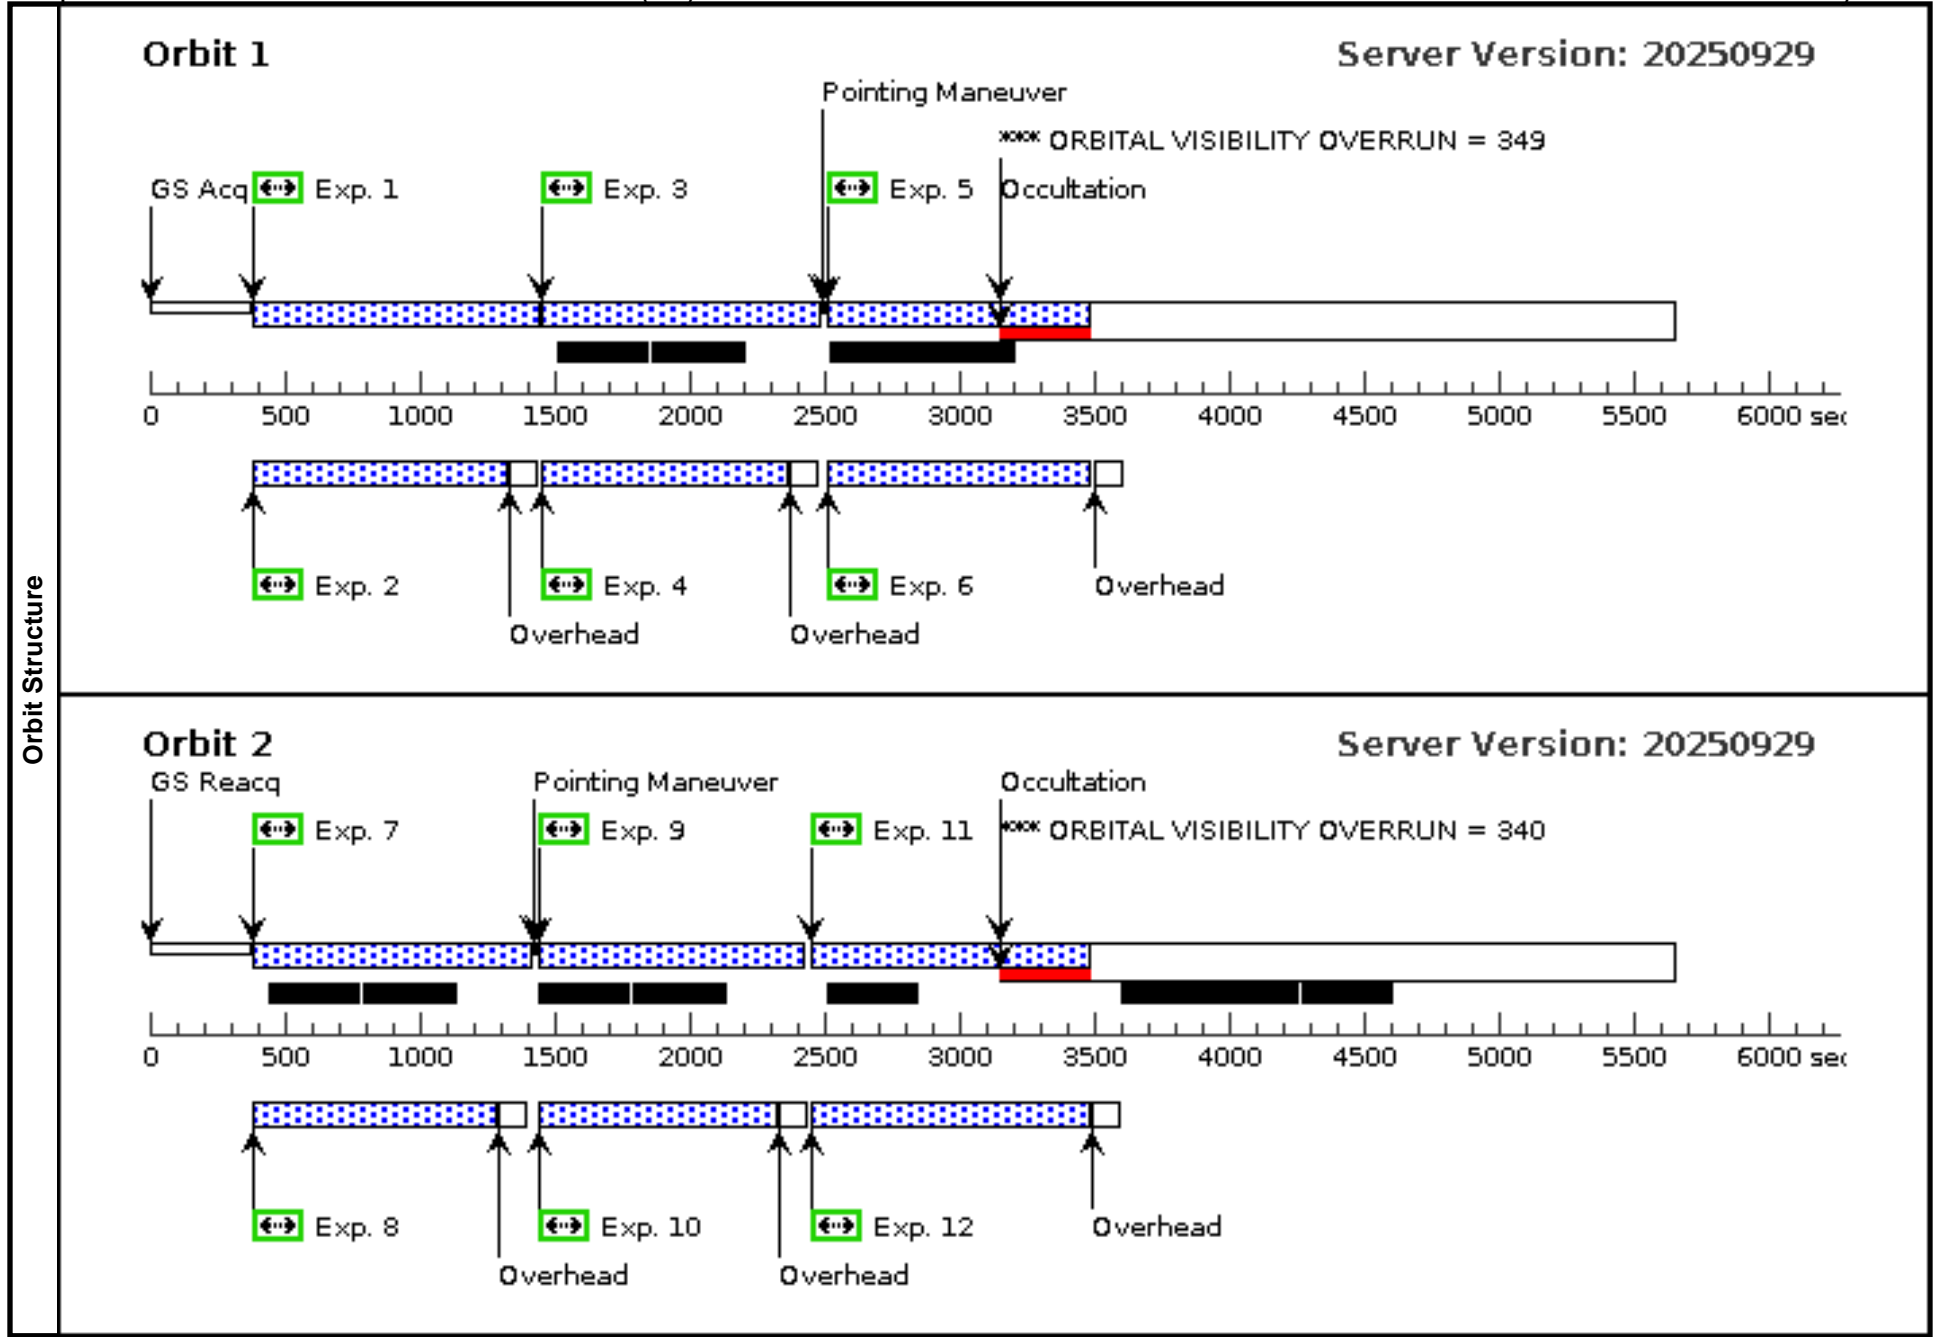 Orbit Structure
Orbit 1
Server Version: 20250929
Pointing Maneuver
*** ORBITAL VISIBILITY OVERRUN = 349
GS Acq Exp. 1 Exp. 3 Exp. 5 Occultation
0 500 1000 1500 2000 2500 3000 3500 4000 4500 5000 5500 6000 sec
Exp. 2 Exp. 4 Exp. 6 Overhead
Overhead Overhead
Orbit 2
Server Version: 20250929
GS Reacq Pointing Maneuver Occultation
Exp. 7 Exp. 9 Exp. 11 *** ORBITAL VISIBILITY OVERRUN = 340
0 500 1000 1500 2000 2500 3000 3500 4000 4500 5000 5500 6000 sec
Exp. 8 Exp. 10 Exp. 12 Overhead
Overhead Overhead